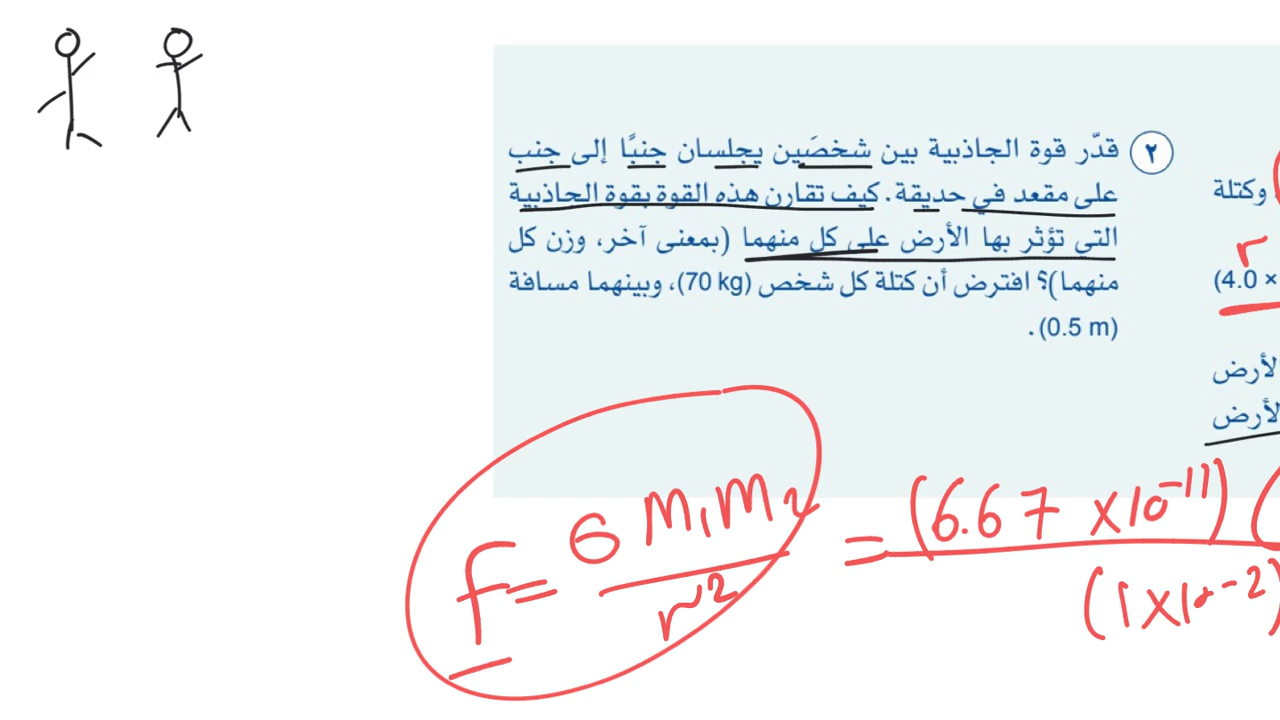 ٢ قدّر قوة الجاذبية بين شخصَين يجلسان جنبًا إلى جنب
على مقعد في حديقة. كيف تقارن هذه القوة بقوة الجاذبية
التي تؤثر بها الأرض على كل منهما (بمعنى آخر، وزن كل
منهما)؟ افترض أن كتلة كل شخص (70 kg)، وبينهما مسافة
(0.5 m).
وكتلة
r
(4.0 ×
الأرض
الأرض
f = G m₁ m₂ / r² = (6.67 × 10⁻¹¹) ( / (1 × 10⁻²)